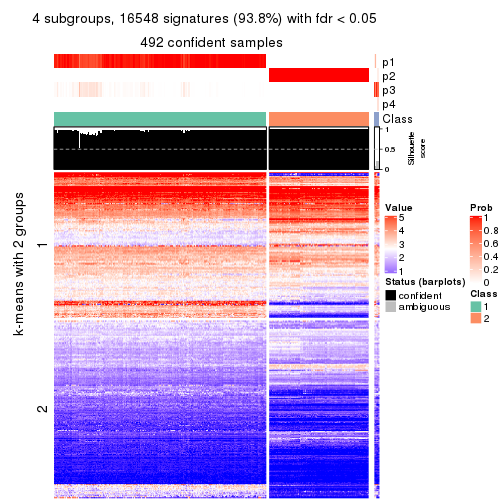 4 subgroups, 16548 signatures (93.8%) with fdr < 0.05
492 confident samples
p1
p2
p3
p4
Class
1
0.5
0
Silhouette
score
k-means with 2 groups
1
2
Value
5
4
3
2
1
Prob
1
0.8
0.6
0.4
0.2
0
Status (barplots)
confident
ambiguous
Class
1
2